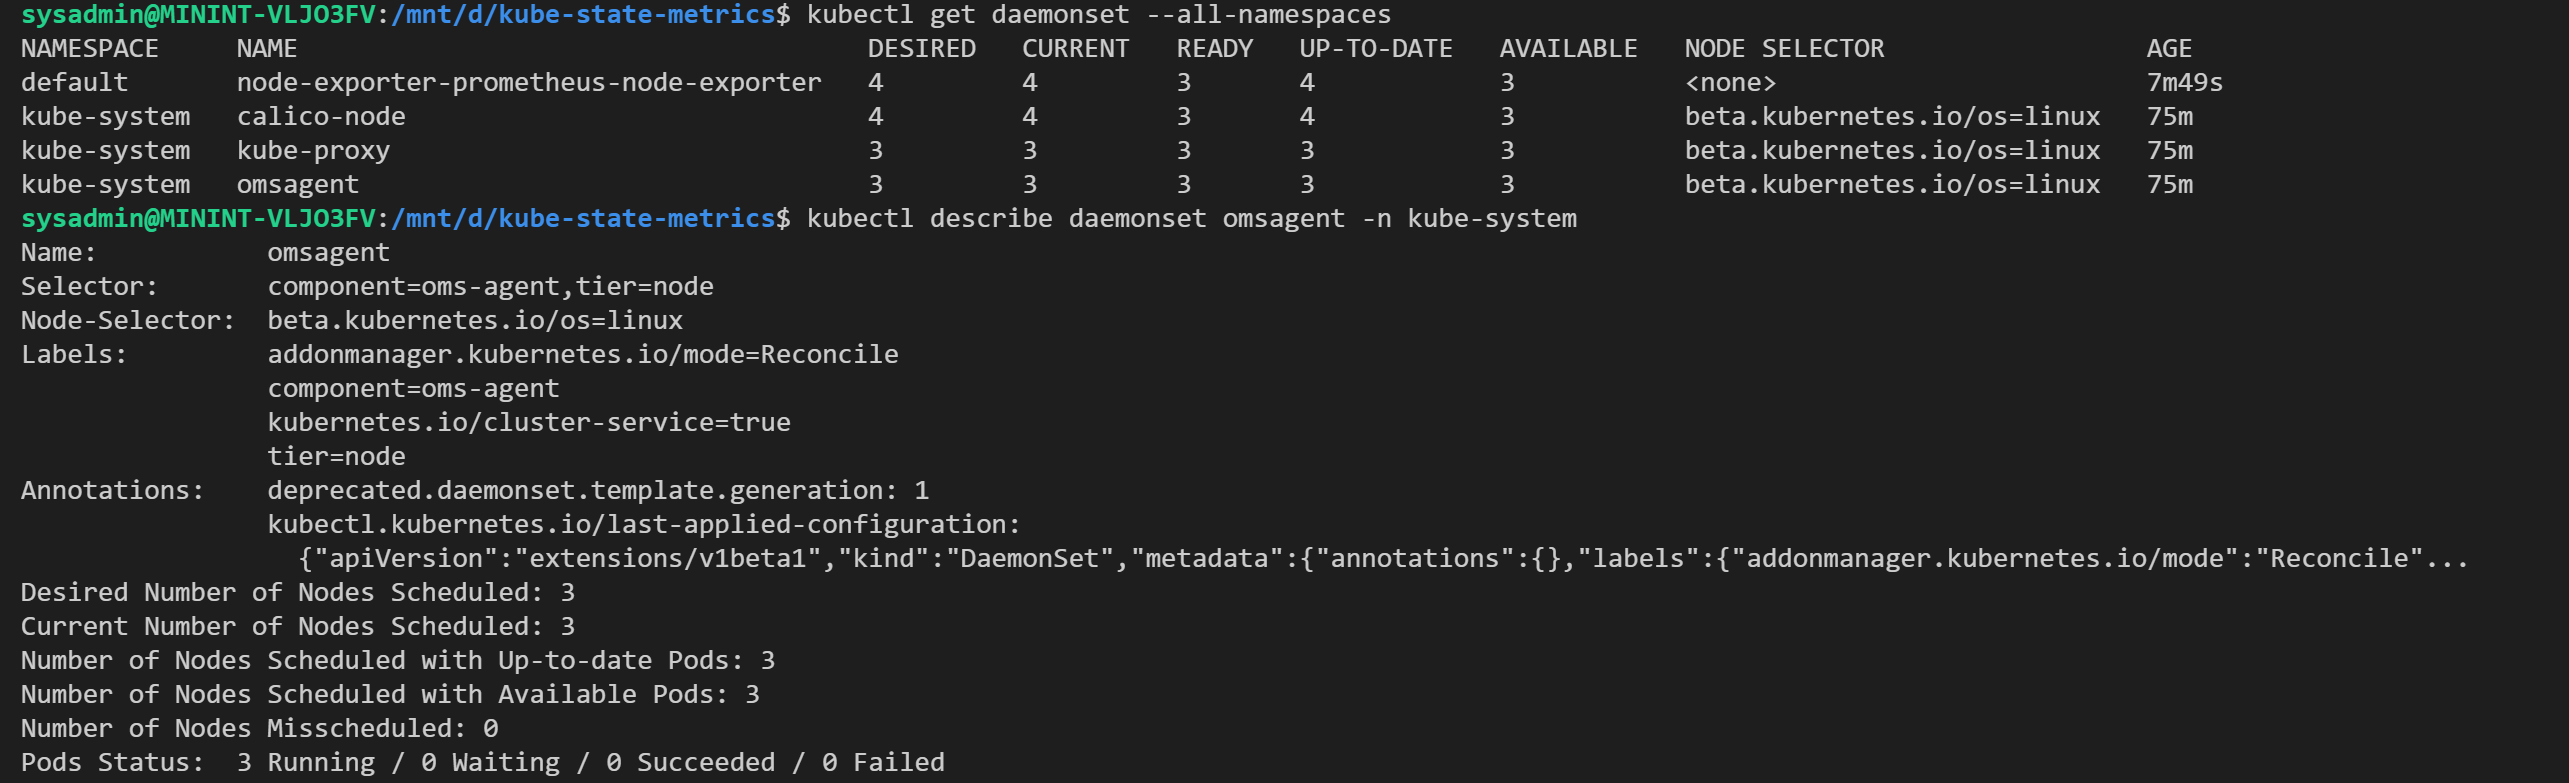 sysadmin@MININT-VLJO3FV:/mnt/d/kube-state-metrics$ kubectl get daemonset --all-namespaces
NAMESPACE     NAME                                     DESIRED   CURRENT   READY   UP-TO-DATE   AVAILABLE   NODE SELECTOR                 AGE
default       node-exporter-prometheus-node-exporter   4         4         3       4            3           <none>                        7m49s
kube-system   calico-node                              4         4         3       4            3           beta.kubernetes.io/os=linux   75m
kube-system   kube-proxy                               3         3         3       3            3           beta.kubernetes.io/os=linux   75m
kube-system   omsagent                                 3         3         3       3            3           beta.kubernetes.io/os=linux   75m
sysadmin@MININT-VLJO3FV:/mnt/d/kube-state-metrics$ kubectl describe daemonset omsagent -n kube-system
Name:           omsagent
Selector:       component=oms-agent,tier=node
Node-Selector:  beta.kubernetes.io/os=linux
Labels:         addonmanager.kubernetes.io/mode=Reconcile
                component=oms-agent
                kubernetes.io/cluster-service=true
                tier=node
Annotations:    deprecated.daemonset.template.generation: 1
                kubectl.kubernetes.io/last-applied-configuration:
                  {"apiVersion":"extensions/v1beta1","kind":"DaemonSet","metadata":{"annotations":{},"labels":{"addonmanager.kubernetes.io/mode":"Reconcile"...
Desired Number of Nodes Scheduled: 3
Current Number of Nodes Scheduled: 3
Number of Nodes Scheduled with Up-to-date Pods: 3
Number of Nodes Scheduled with Available Pods: 3
Number of Nodes Misscheduled: 0
Pods Status:  3 Running / 0 Waiting / 0 Succeeded / 0 Failed